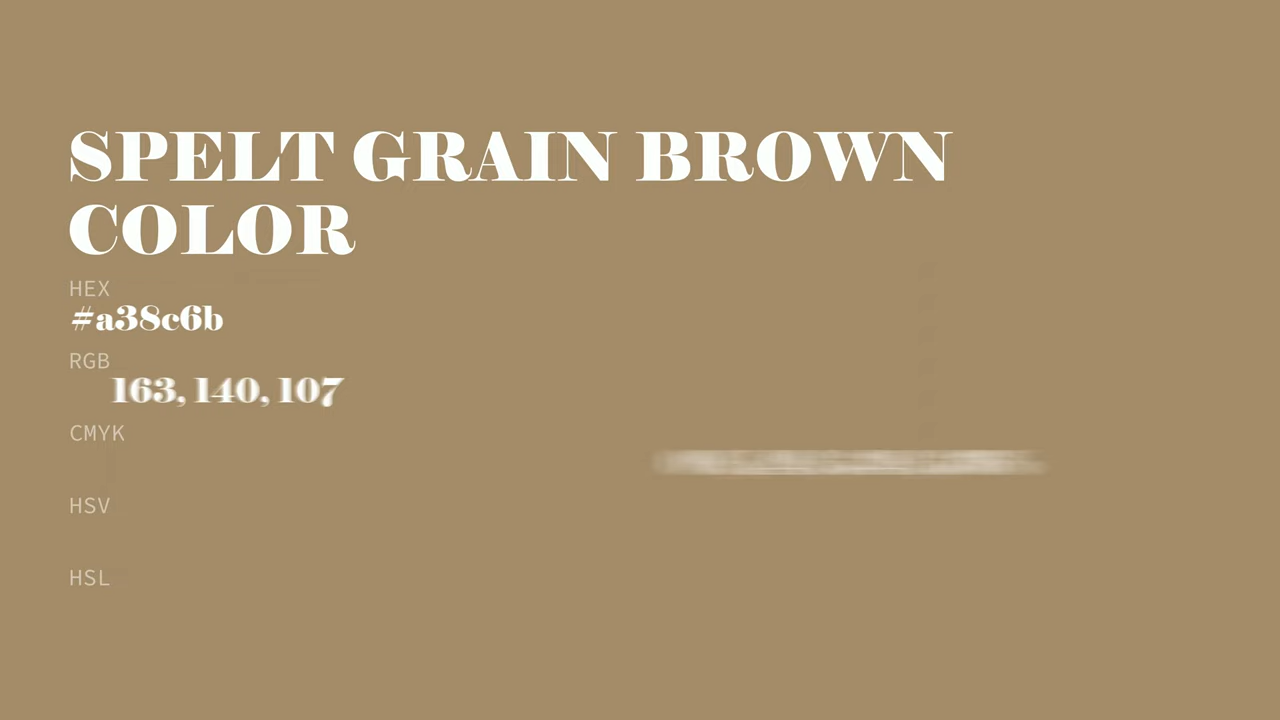 SPELT GRAIN BROWN
COLOR
HEX
#a38c6b
RGB
163, 140, 107
CMYK
HSV
HSL